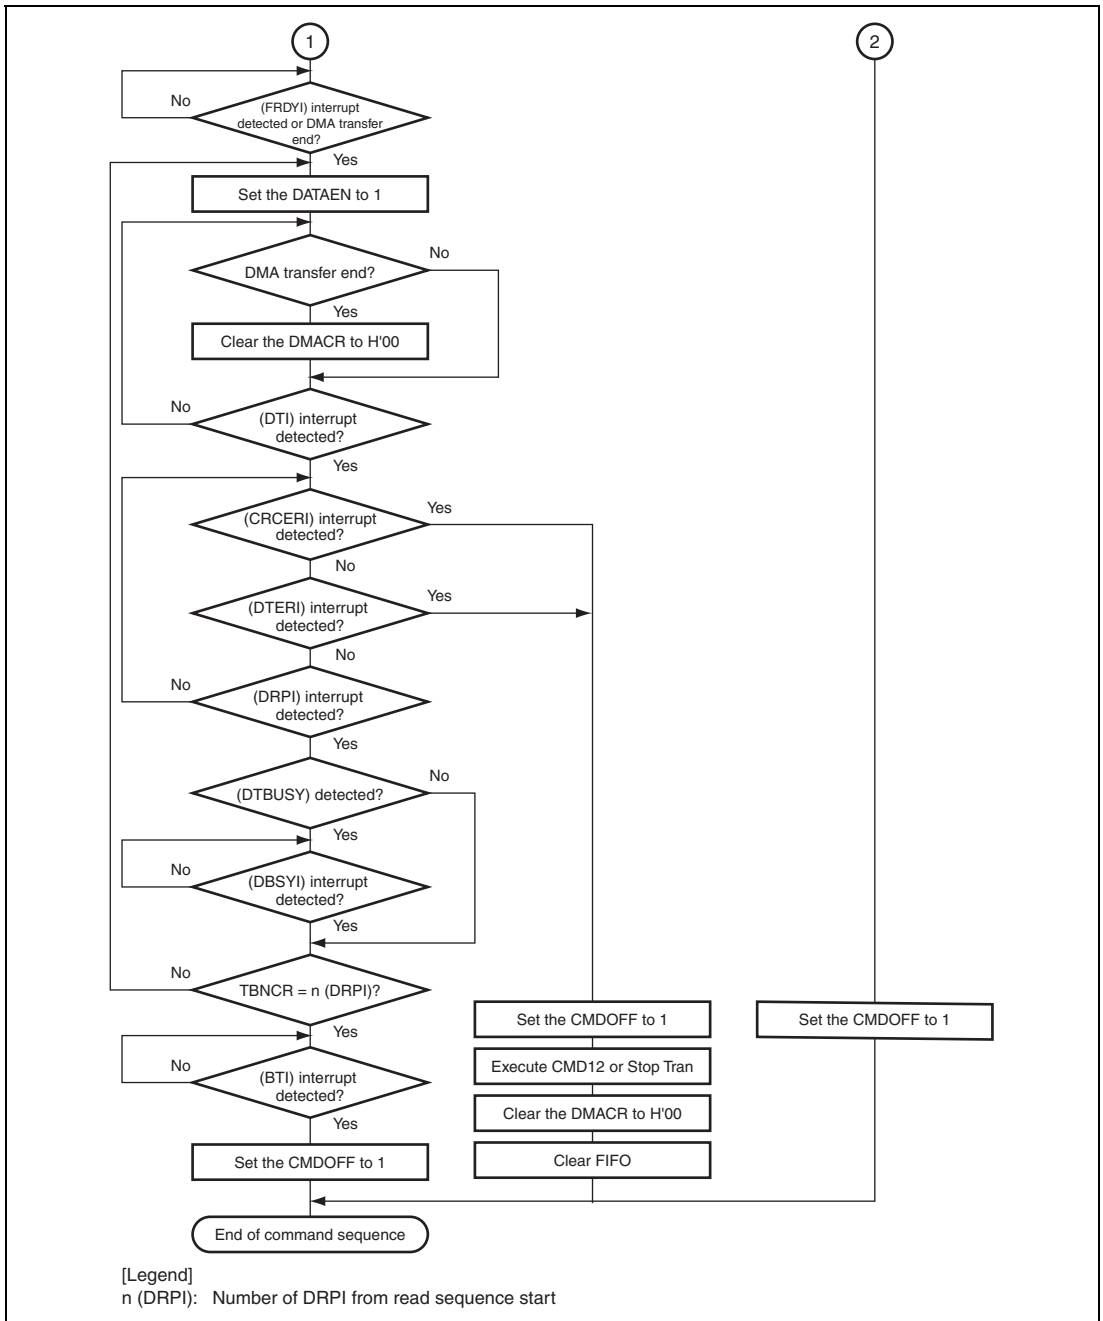 1
2
No
(FRDYI) interrupt
detected or DMA transfer
end?
Yes
Set the DATAEN to 1
DMA transfer end?
No
Yes
Clear the DMACR to H'00
No
(DTI) interrupt
detected?
Yes
(CRCERI) interrupt
detected?
Yes
No
(DTERI) interrupt
detected?
Yes
No
No
(DRPI) interrupt
detected?
Yes
(DTBUSY) detected?
No
Yes
No
(DBSYI) interrupt
detected?
Yes
No
TBNCR = n (DRPI)?
Yes
No
(BTI) interrupt
detected?
Yes
Set the CMDOFF to 1
Set the CMDOFF to 1
Execute CMD12 or Stop Tran
Clear the DMACR to H'00
Clear FIFO
Set the CMDOFF to 1
End of command sequence
[Legend]
n (DRPI): Number of DRPI from read sequence start